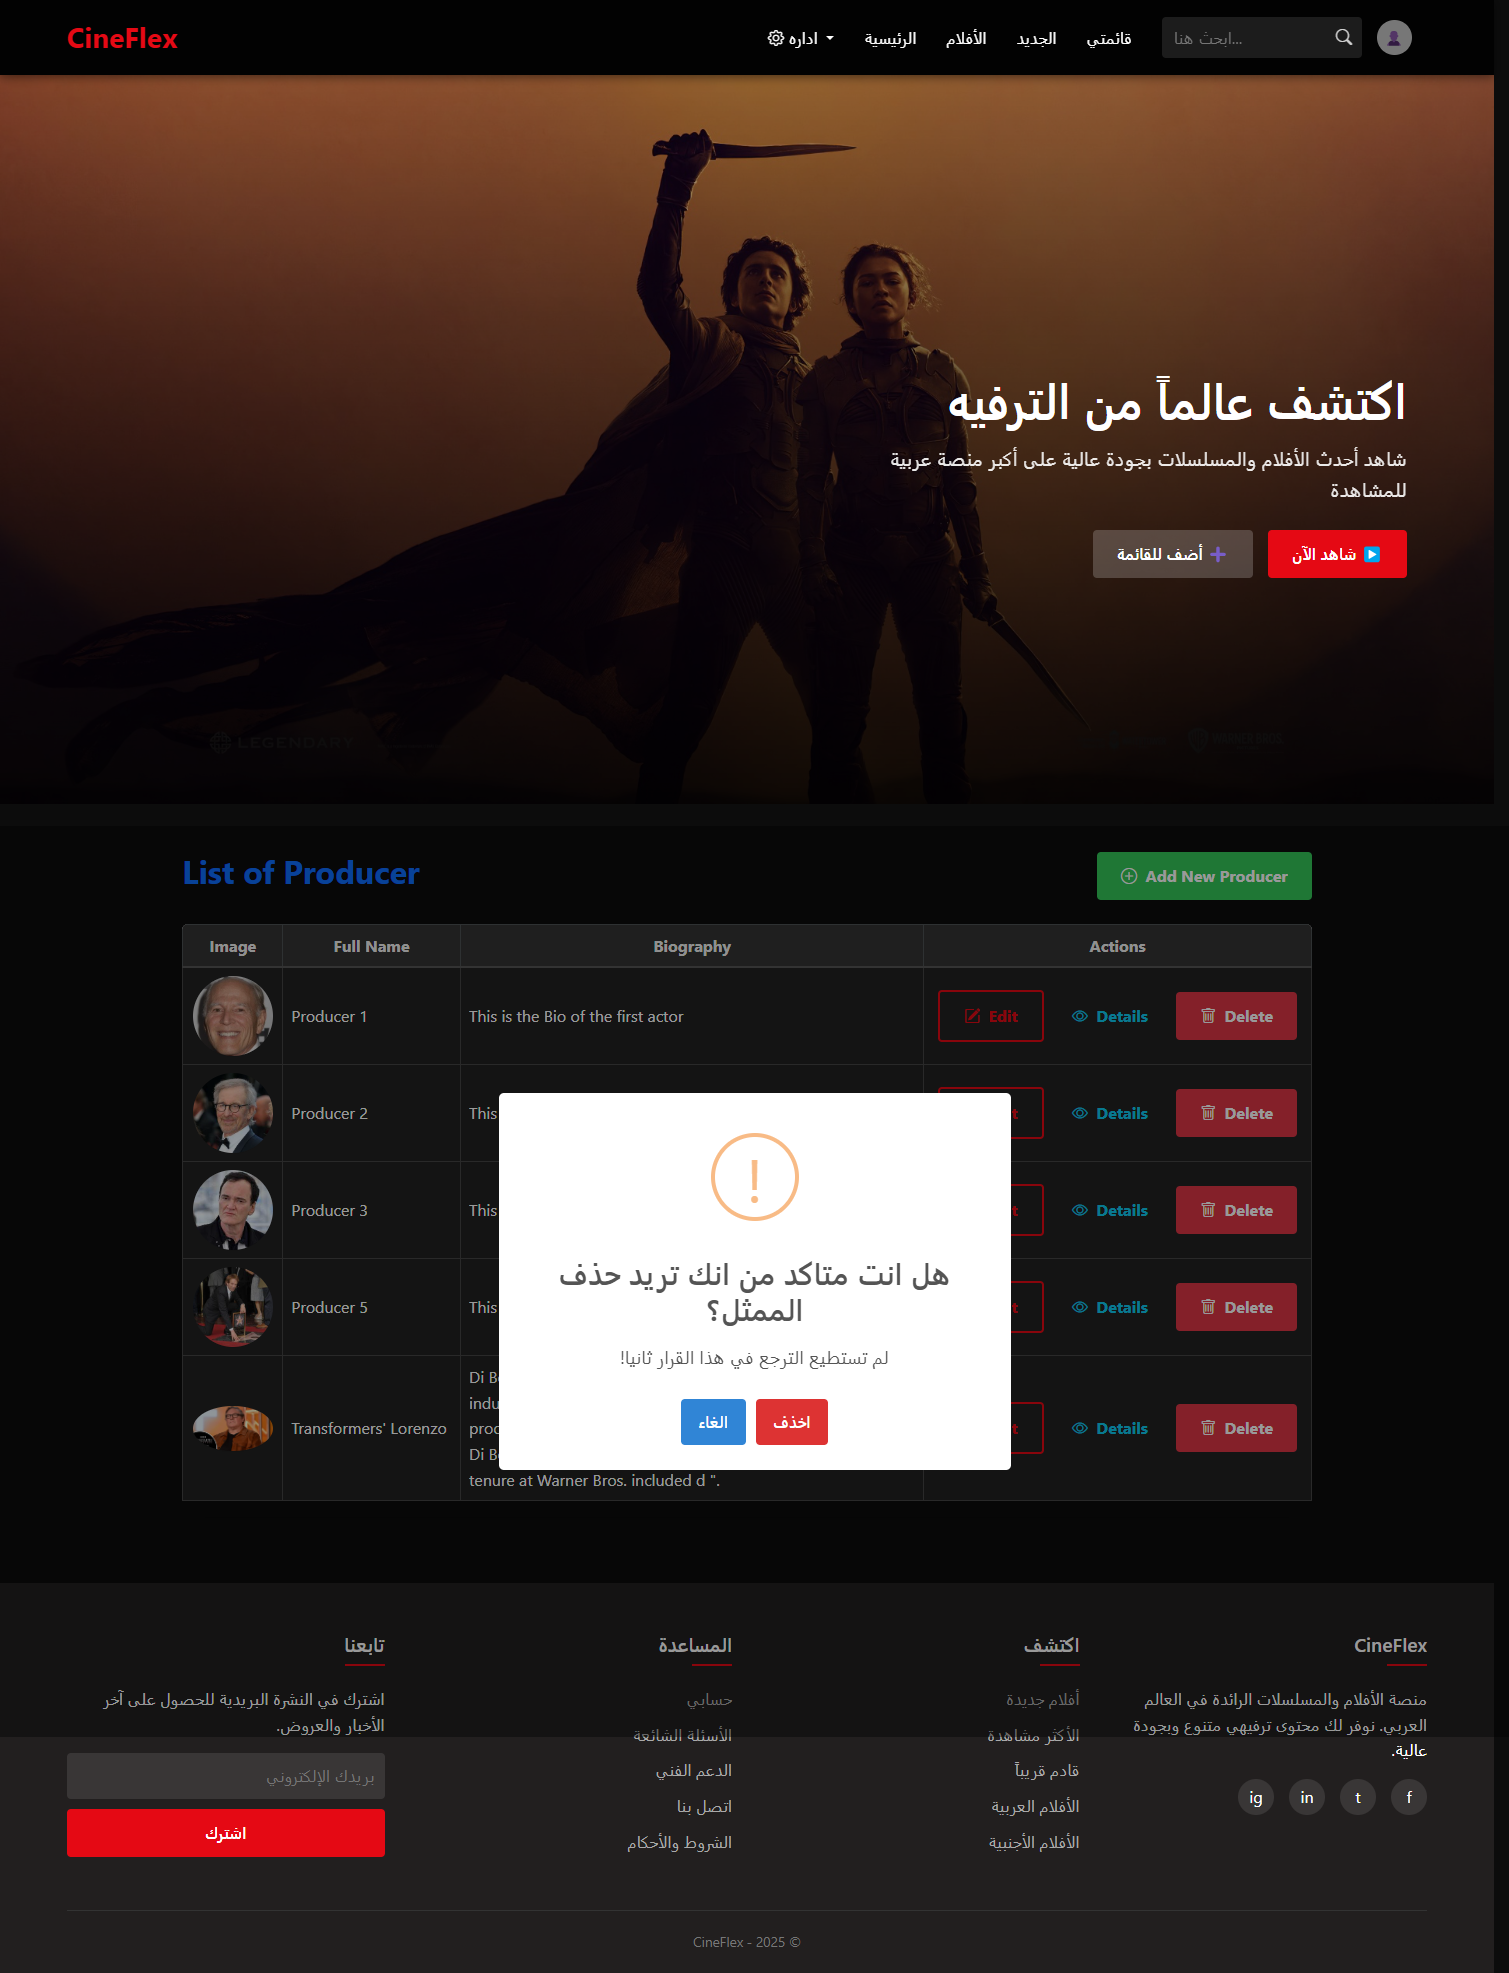 CineFlex
اداره
الرئيسية
الأفلام
الجديد
قائمتي
ابحث هنا...
اكتشف عالماً من الترفيه
شاهد أحدث الأفلام والمسلسلات بجودة عالية على أكبر منصة عربية
للمشاهدة
شاهد الآن
أضف للقائمة
LEGENDARY
List of Producer
Add New Producer
Image Full Name Biography Actions
Producer 1 This is the Bio of the first actor Edit Details Delete
Producer 2 This Details Delete
Producer 3 This Details Delete
Producer 5 This Details Delete
Transformers' Lorenzo Details Delete
tenure at Warner Bros. included d ".
هل انت متاكد من انك تريد حذف
الممثل؟
لم تستطيع الترجع في هذا القرار ثانيا!
اخذف
الغاء
CineFlex
منصة الأفلام والمسلسلات الرائدة في العالم
العربي. نوفر لك محتوى ترفيهي متنوع وبجودة
عالية.
f t in ig
اكتشف
أفلام جديدة
الأكثر مشاهدة
قادم قريباً
الأفلام العربية
الأفلام الأجنبية
المساعدة
حسابي
الأسئلة الشائعة
الدعم الفني
اتصل بنا
الشروط والأحكام
تابعنا
اشترك في النشرة البريدية للحصول على آخر
الأخبار والعروض.
بريدك الإلكتروني
اشترك
CineFlex - 2025 ©